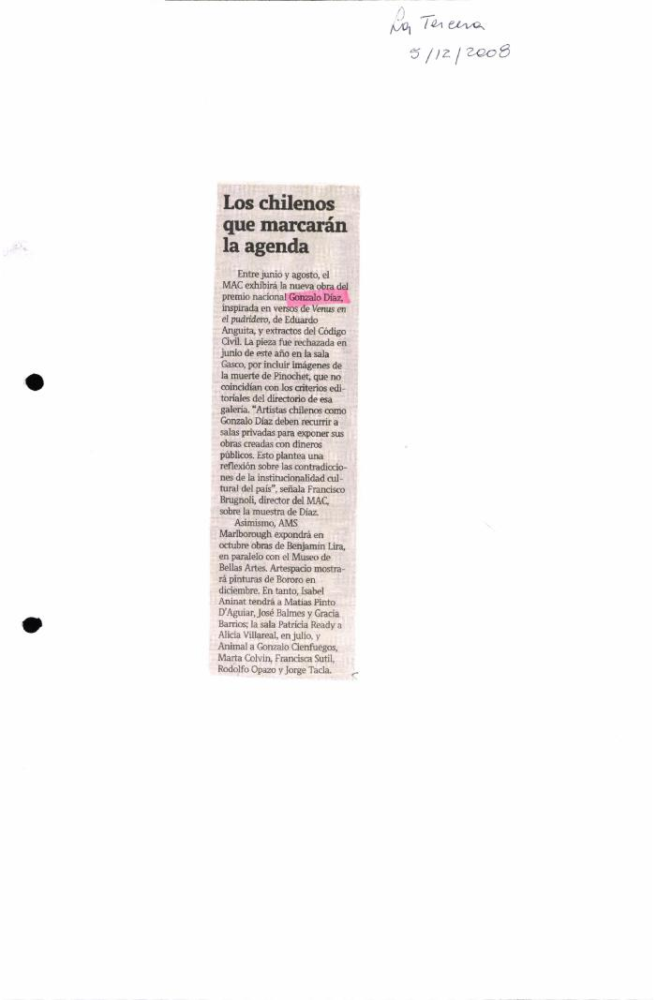 La Tercera
5/12/2008
Los chilenos
que marcarán
la agenda
Entre junio y agosto, el
MAC exhibirá la nueva obra del
premio nacional Gonzalo Díaz,
inspirada en versos de Venus en
el pudridero, de Eduardo
Anguita, y extractos del Código
Civil. La pieza fue rechazada en
junio de este año en la sala
Gasco, por incluir imágenes de
la muerte de Pinochet, que no
coincidían con los criterios edi-
toriales del directorio de esa
galería. “Artistas chilenos como
Gonzalo Díaz deben recurrir a
salas privadas para exponer sus
obras creadas con dineros
públicos. Esto plantea una
reflexión sobre las contradiccio-
nes de la institucionalidad cul-
tural del país”, señala Francisco
Brugnoli, director del MAC,
sobre la muestra de Díaz.
Asimismo, AMS
Marlborough expondrá en
octubre obras de Benjamín Lira,
en paralelo con el Museo de
Bellas Artes. Artespacio mostra-
rá pinturas de Bororo en
diciembre. En tanto, Isabel
Aninat tendrá a Matías Pinto
D'Aguiar, José Balmes y Gracia
Barrios; la sala Patricia Ready a
Alicia Villareal, en julio, y
Animal a Gonzalo Cienfuegos,
Marta Colvin, Francisca Sutil,
Rodolfo Opazo y Jorge Tacla.